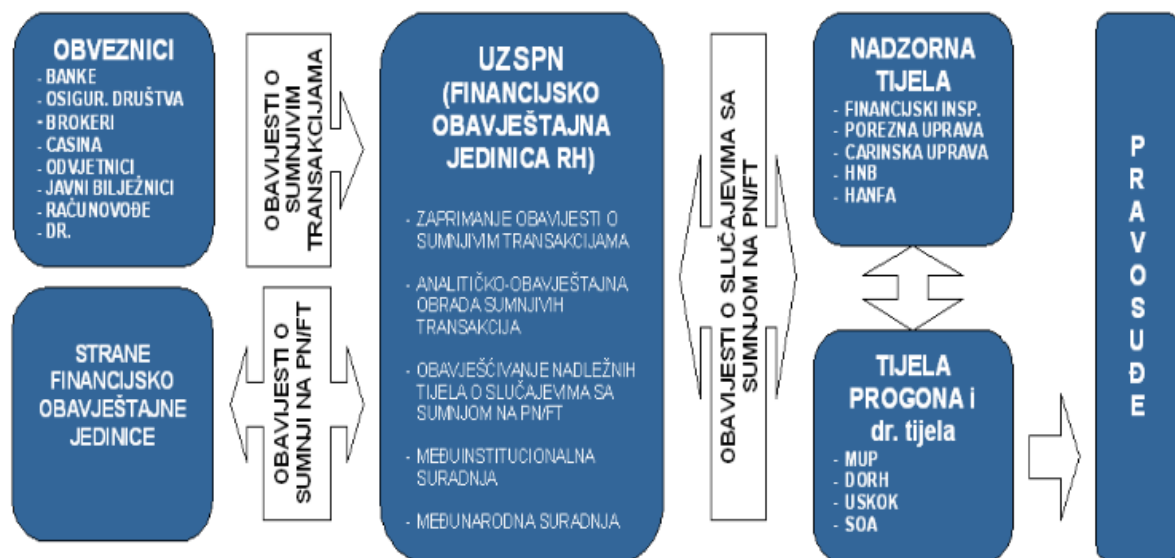 OBVEZNICI
- BANKE
- OSIGUR. DRUŠTVA
- BROKERI
- CASINA
- ODVJETNICI
- JAVNI BILJEŽNICI
- RAČUNOVOĐE
- DR.
OBAVIJESTI O
SUMNJIVIM
TRANSAKCIJAMA
STRANE
FINANCIJSKO
OBAVJEŠTAJNE
JEDINICE
OBAVIJESTI O
SUMNJI NA PN/FT
UZSPN
(FINANCIJSKO
OBAVJEŠTAJNA
JEDINICA RH)
- ZAPRIMANJE OBAVIJESTI O
SUMNJIVIM TRANSAKCIJAMA
- ANALITIČKO-OBAVJEŠTAJNA
OBRADA SUMNJIVIH
TRANSAKCIJA
- OBAVJEŠĆIVANJE NADLEŽNIH
TIJELA O SLUČAJEVIMA SA
SUMNJOM NA PN/FT
- MEĐUINSTITUCIONALNA
SURADNJA
- MEĐUNARODNA SURADNJA
OBAVIJESTI O SLUČAJEVIMA SA
SUMNJOM NA PN/FT
NADZORNA
TIJELA
- FINANCIJSKI INSP.
- POREZNA UPRAVA
- CARINSKA UPRAVA
- HNB
- HANFA
TIJELA
PROGONA i
dr. tijela
- MUP
- DORH
- USKOK
- SOA
PRAVOSUĐE